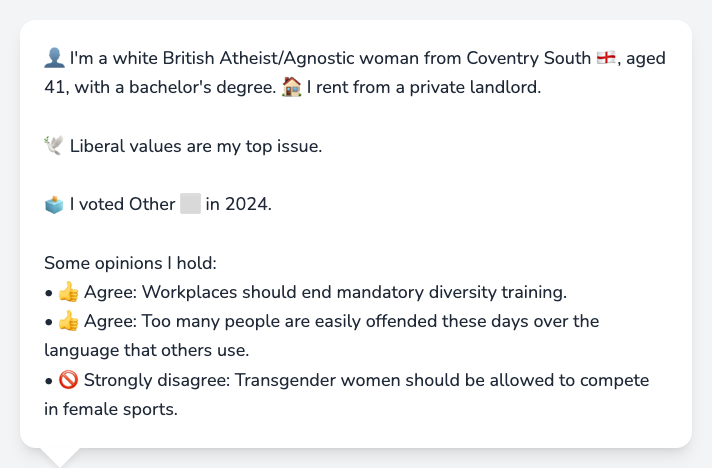 👤 I'm a white British Atheist/Agnostic woman from Coventry South 🏴󠁧󠁢󠁥󠁮󠁧󠁿, aged
41, with a bachelor's degree. 🏠 I rent from a private landlord.
🕊️ Liberal values are my top issue.
🗳️ I voted Other ⬜ in 2024.
Some opinions I hold:
• 👍 Agree: Workplaces should end mandatory diversity training.
• 👍 Agree: Too many people are easily offended these days over the
language that others use.
• 🚫 Strongly disagree: Transgender women should be allowed to compete
in female sports.